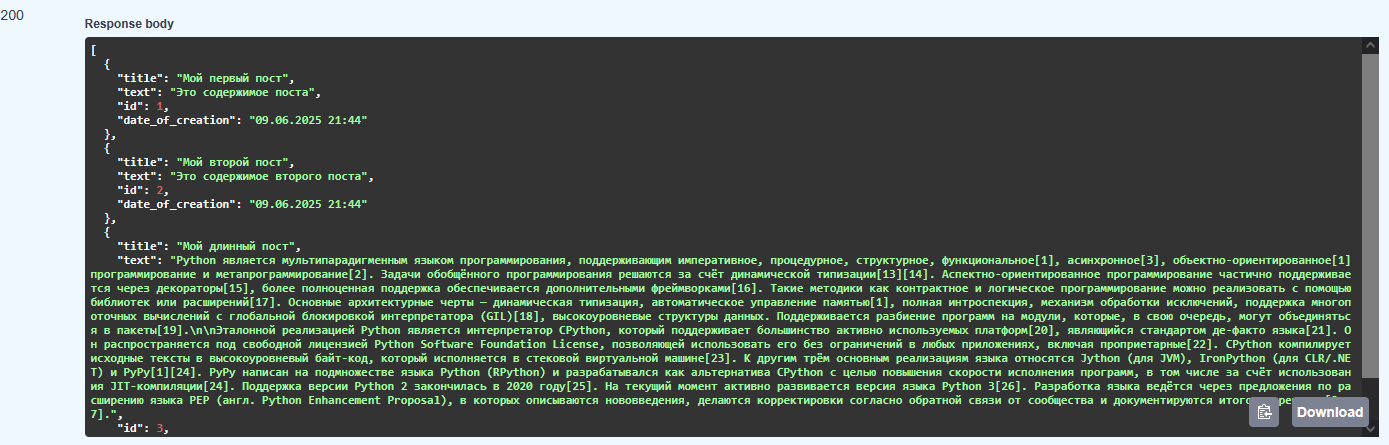 200
Response body
[
{
"title": "Мой первый пост",
"text": "Это содержимое поста",
"id": 1,
"date_of_creation": "09.06.2025 21:44"
},
{
"title": "Мой второй пост",
"text": "Это содержимое второго поста",
"id": 2,
"date_of_creation": "09.06.2025 21:44"
},
{
"title": "Мой длинный пост",
"text": "Python является мультипарадигменным языком программирования, поддерживающим императивное, процедурное, структурное, функциональное[1], асинхронное[3], объектно-ориентированное[1]
программирование и метапрограммирование[2]. Задачи обобщённого программирования решаются за счёт динамической типизации[13][14]. Аспектно-ориентированное программирование частично поддерживае
тся через декораторы[15], более полноценная поддержка обеспечивается дополнительными фреймворками[16]. Такие методики как контрактное и логическое программирование можно реализовать с помощью
библиотек или расширений[17]. Основные архитектурные черты — динамическая типизация, автоматическое управление памятью[1], полная интроспекция, механизм обработки исключений, поддержка многоп
оточных вычислений с глобальной блокировкой интерпретатора (GIL)[18], высокоуровневые структуры данных. Поддерживается разбиение программ на модули, которые, в свою очередь, могут объединятьс
я в пакеты[19].\n\nЭталонной реализацией Python является интерпретатор CPython, который поддерживает большинство активно используемых платформ[20], являющийся стандартом де-факто языка[21]. О
н распространяется под свободной лицензией Python Software Foundation License, позволяющей использовать его без ограничений в любых приложениях, включая проприетарные[22]. CPython компилирует
исходные тексты в высокоуровневый байт-код, который исполняется в стековой виртуальной машине[23]. К другим трём основным реализациям языка относятся Jython (для JVM), IronPython (для CLR/.NE
T) и PyPy[1][24]. PyPy написан на подмножестве языка Python (RPython) и разрабатывался как альтернатива CPython с целью повышения скорости исполнения программ, в том числе за счёт использован
ия JIT-компиляции[24]. Поддержка версии Python 2 закончилась в 2020 году[25]. На текущий момент активно развивается версия языка Python 3[26]. Разработка языка ведётся через предложения по ра
сширению языка PEP (англ. Python Enhancement Proposal), в которых описываются нововведения, делаются корректировки согласно обратной связи от сообщества и документируются итого
7].",
"id": 3,
Download